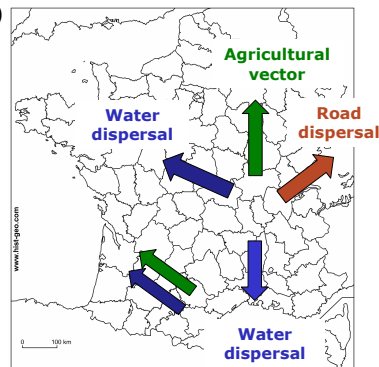 )
Agricultural
vector
Water
dispersal
Road
dispersal
www.hist-geo.com
0 100 km
Water
dispersal